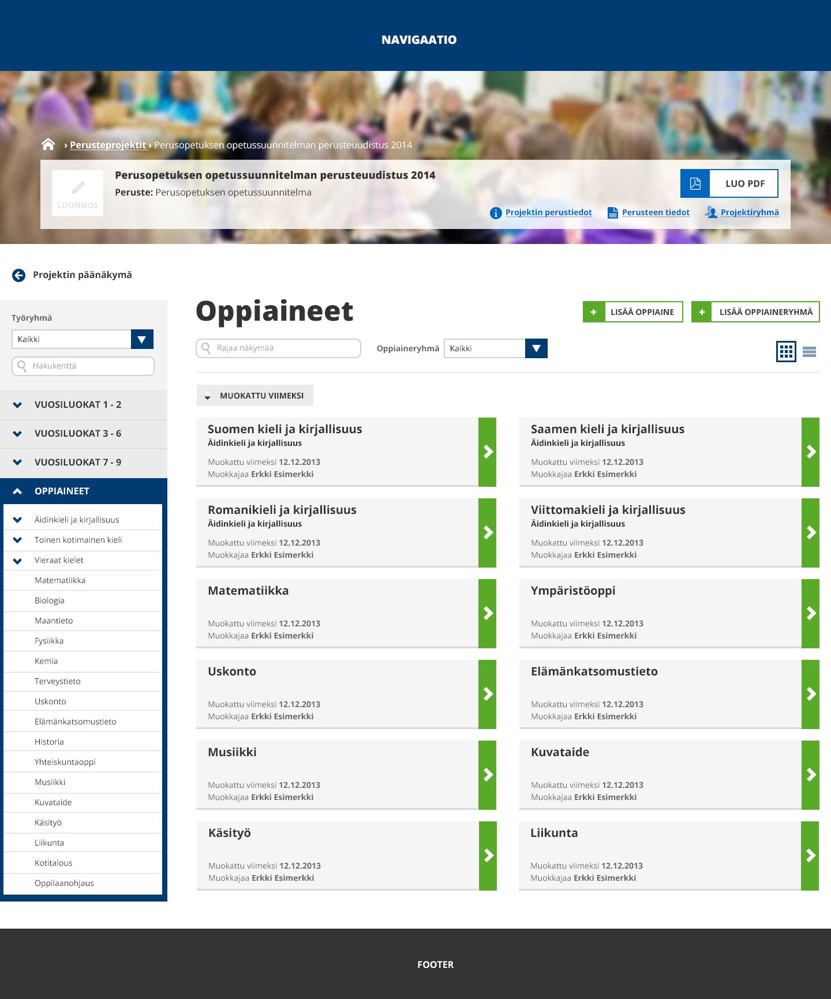 NAVIGAATIO
› Perusteprojektit › Perusopetuksen opetussuunnitelman perusteuudistus 2014
LUONNOS
Perusopetuksen opetussuunnitelman perusteuudistus 2014
Peruste: Perusopetuksen opetussuunnitelma
LUO PDF
Projektin perustiedot
Perusteen tiedot
Projektiryhmä
Projektin päänäkymä
Työryhmä
Kaikki
Hakukenttä
VUOSILUOKAT 1 - 2
VUOSILUOKAT 3 - 6
VUOSILUOKAT 7 - 9
OPPIAINEET
Äidinkieli ja kirjallisuus
Toinen kotimainen kieli
Vieraat kielet
Matematiikka
Biologia
Maantieto
Fysiikka
Kemia
Terveystieto
Uskonto
Elämänkatsomustieto
Historia
Yhteiskuntaoppi
Musiikki
Kuvataide
Käsityö
Liikunta
Kotitalous
Oppilaanohjaus
Oppiaineet
+ LISÄÄ OPPIAINE
+ LISÄÄ OPPIAINERYHMÄ
Rajaa näkymää
Oppiaineryhmä
Kaikki
MUOKATTU VIIMEKSI
Suomen kieli ja kirjallisuus
Äidinkieli ja kirjallisuus
Muokattu viimeksi 12.12.2013
Muokkajaa Erkki Esimerkki
Saamen kieli ja kirjallisuus
Äidinkieli ja kirjallisuus
Muokattu viimeksi 12.12.2013
Muokkajaa Erkki Esimerkki
Romanikieli ja kirjallisuus
Äidinkieli ja kirjallisuus
Muokattu viimeksi 12.12.2013
Muokkajaa Erkki Esimerkki
Viittomakieli ja kirjallisuus
Äidinkieli ja kirjallisuus
Muokattu viimeksi 12.12.2013
Muokkajaa Erkki Esimerkki
Matematiikka
Muokattu viimeksi 12.12.2013
Muokkajaa Erkki Esimerkki
Ympäristöoppi
Muokattu viimeksi 12.12.2013
Muokkajaa Erkki Esimerkki
Uskonto
Muokattu viimeksi 12.12.2013
Muokkajaa Erkki Esimerkki
Elämänkatsomustieto
Muokattu viimeksi 12.12.2013
Muokkajaa Erkki Esimerkki
Musiikki
Muokattu viimeksi 12.12.2013
Muokkajaa Erkki Esimerkki
Kuvataide
Muokattu viimeksi 12.12.2013
Muokkajaa Erkki Esimerkki
Käsityö
Muokattu viimeksi 12.12.2013
Muokkajaa Erkki Esimerkki
Liikunta
Muokattu viimeksi 12.12.2013
Muokkajaa Erkki Esimerkki
FOOTER